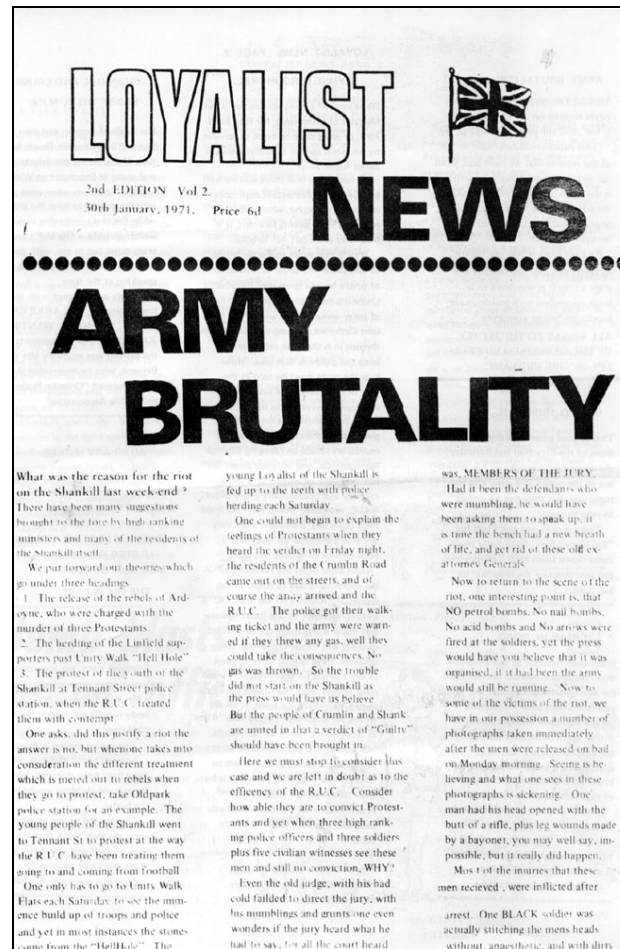 LOYALIST
NEWS
2nd EDITION Vol 2.
30th January, 1971. Price 6d
ARMY
BRUTALITY
What was the reason for the riot
on the Shankill last week-end ?
There have been many suggestions
brought to the fore by high ranking
ministers and many of the residents of
the Shankill itself.
We put forward our theories which
go under three headings
1. The release of the rebels of Ard-
oyne, who were charged with the
murder of three Protestants.
2. The herding of the Linfield sup-
porters past Unity Walk "Hell Hole"
3. The protest of the youth of the
Shankill at Tennant Street police
station, when the R.U.C. treated
them with contempt
One asks, did this justify a riot the
answer is no, but whenone takes into
consideration the different treatment
which is meted out to rebels when
they go to protest, take Oldpark
police station for an example. The
young people of the Shankill went
to Tennant St to protest at the way
the R.U.C. have been treating them
going to and coming from football
One only has to go to Unity Walk
Flats each Saturday to see the imm-
ence build up of troops and police
and yet in most instances the stones
come from the "HellHole". The
young Loyalist of the Shankill is
fed up to the teeth with police
herding each Saturday.
One could not begin to explain the
feelings of Protestants when they
heard the verdict on Friday night,
the residents of the Crumlin Road
came out on the streets, and of
course the army arrived and the
R.U.C. The police got their walk-
ing ticket and the army were warn-
ed if they threw any gas, well they
could take the consequences. No
gas was thrown. So the trouble
did not start on the Shankill as
the press would have us believe
But the people of Crumlin and Shank-
are united in that a verdict of "Guilty"
should have been brought in.
Here we must stop to consider this
case and we are left in doubt as to the
efficency of the R.U.C. Consider
how able they are to convict Protest-
ants and yet when three high rank-
ing police officers and three soldiers
plus five civilian witnesses see these
men and still no conviction, WHY?
Even the old judge, with his bad
cold failded to direct the jury, with
his mumblings and grunts one even
wonders if the jury heard what he
had to say, for all the court heard
was, MEMBERS OF THE JURY.
Had it been the defendants who
were mumbling, he would have
been asking them to speak up, it
is time the bench had a new breath
of life, and get rid of these old ex-
attorney Generals
Now to return to the scene of the
riot, one interesting point is, that
NO petrol bombs, No nail bombs,
No acid bombs and No arrows were
fired at the soldiers, yet the press
would have you believe that it was
organised, if it had been the army
would still be running. Now to
some of the victims of the riot, we
have in our possession a number of
photographs taken immediately
after the men were released on bail
on Monday morning. Seeing is be-
lieving and what one sees in these
photographs is sickening. One
man had his head opened with the
butt of a rifle, plus leg wounds made
by a bayonet, you may well say, im-
possible, but it really did happen.
Most of the injuries that these
men recieved , were inflicted after
arrest. One BLACK soldier was
actually stitching the mens heads
without anaesthetic, and with dirty